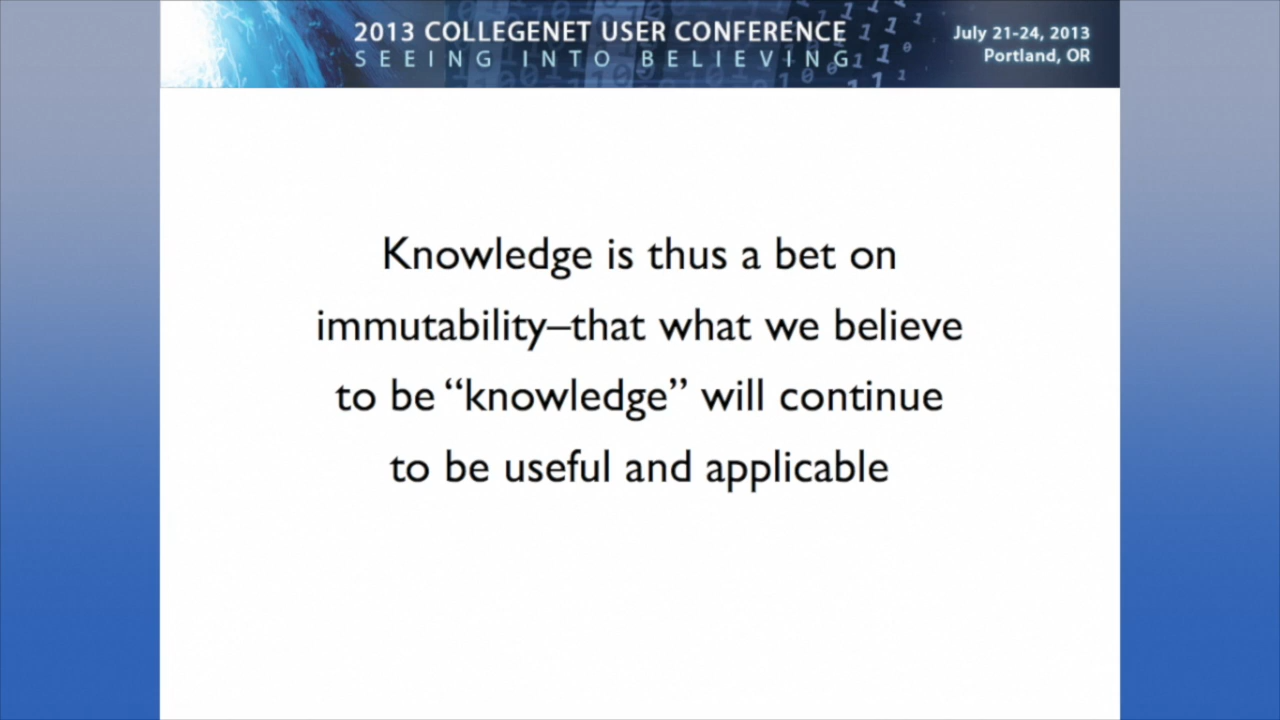 2013 COLLEGENET USER CONFERENCE
SEEING INTO BELIEVING
July 21-24, 2013
Portland, OR
Knowledge is thus a bet on
immutability–that what we believe
to be “knowledge” will continue
to be useful and applicable